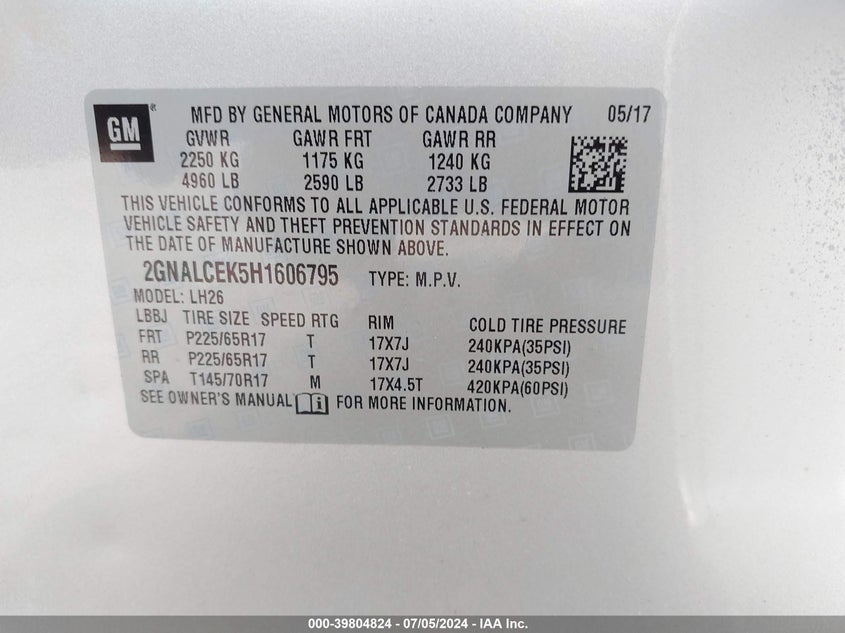 GM ® MFD BY GENERAL MOTORS OF CANADA COMPANY 05/17
GVWR GAWR FRT GAWR RR
2250 KG 1175 KG 1240 KG
4960 LB 2590 LB 2733 LB
THIS VEHICLE CONFORMS TO ALL APPLICABLE U.S. FEDERAL MOTOR
VEHICLE SAFETY AND THEFT PREVENTION STANDARDS IN EFFECT ON
THE DATE OF MANUFACTURE SHOWN ABOVE.
2GNALCEK5H1606795 TYPE: M.P.V.
MODEL: LH26
LBBJ TIRE SIZE SPEED RTG RIM COLD TIRE PRESSURE
FRT P225/65R17 T 17X7J 240KPA(35PSI)
RR P225/65R17 T 17X7J 240KPA(35PSI)
SPA T145/70R17 M 17X4.5T 420KPA(60PSI)
SEE OWNER'S MANUAL i FOR MORE INFORMATION.
000-39804824 - 07/05/2024 - IAA Inc.